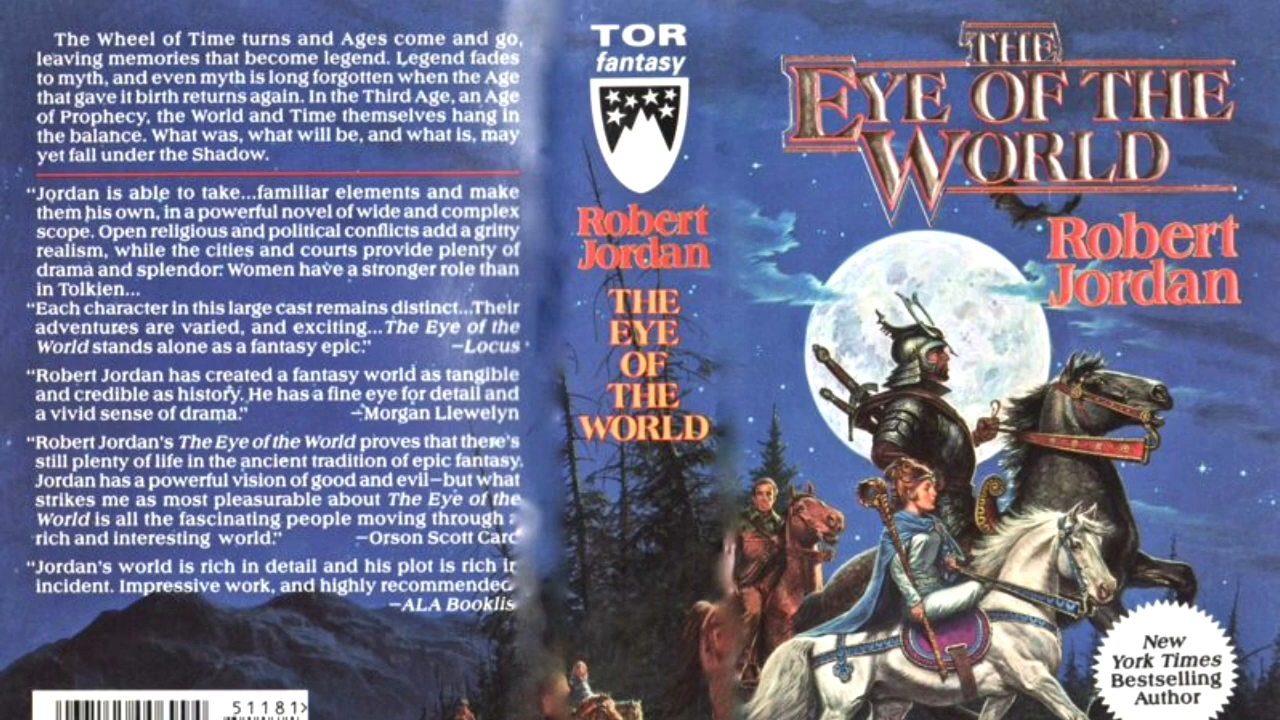 The Wheel of Time turns and Ages come and go,
leaving memories that become legend. Legend fades
to myth, and even myth is long forgotten when the Age
that gave it birth returns again. In the Third Age, an Age
of Prophecy, the World and Time themselves hang in
the balance. What was, what will be, and what is, may
yet fall under the Shadow.
"Jordan is able to take...familiar elements and make
them his own, in a powerful novel of wide and complex
scope. Open religious and political conflicts add a gritty
realism, while the cities and courts provide plenty of
drama and splendor. Women have a stronger role than
in Tolkien...
"Each character in this large cast remains distinct...Their
adventures are varied, and exciting...The Eye of the
World stands alone as a fantasy epic."
—Locus
"Robert Jordan has created a fantasy world as tangible
and credible as history. He has a fine eye for detail and
a vivid sense of drama."
—Morgan Llewelyn
"Robert Jordan's The Eye of the World proves that there's
still plenty of life in the ancient tradition of epic fantasy.
Jordan has a powerful vision of good and evil—but what
strikes me as most pleasurable about The Eye of the
World is all the fascinating people moving through a
rich and interesting world."
—Orson Scott Card
"Jordan's world is rich in detail and his plot is rich in
incident. Impressive work, and highly recommended.
—ALA Booklis
51181>
TOR
fantasy
Robert
Jordan
THE
EYE
OF
THE
WORLD
THE
EYE OF THE
WORLD
Robert
Jordan
New
York Times
Bestselling
Author